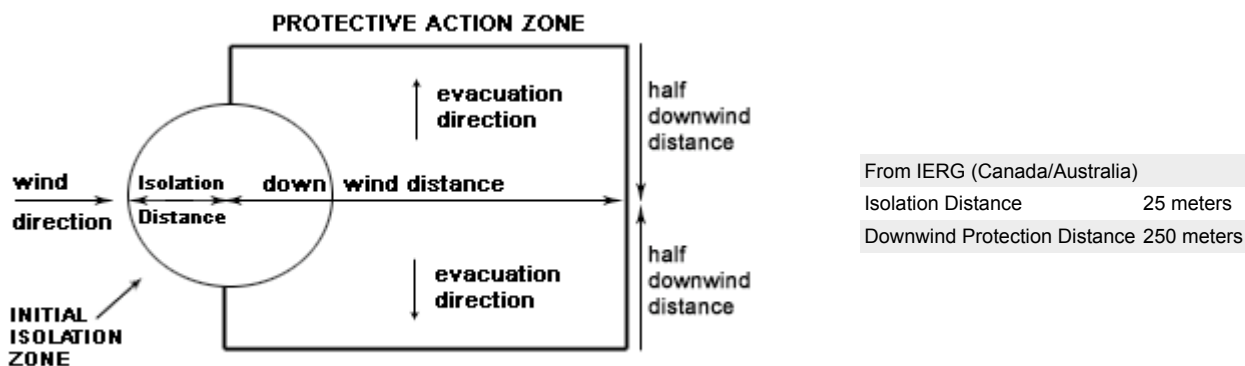 PROTECTIVE ACTION ZONE
evacuation
direction
half
downwind
distance
wind
direction
Isolation
Distance
down wind distance
evacuation
direction
half
downwind
distance
INITIAL
ISOLATION
ZONE
From IERG (Canada/Australia)
Isolation Distance 25 meters
Downwind Protection Distance 250 meters